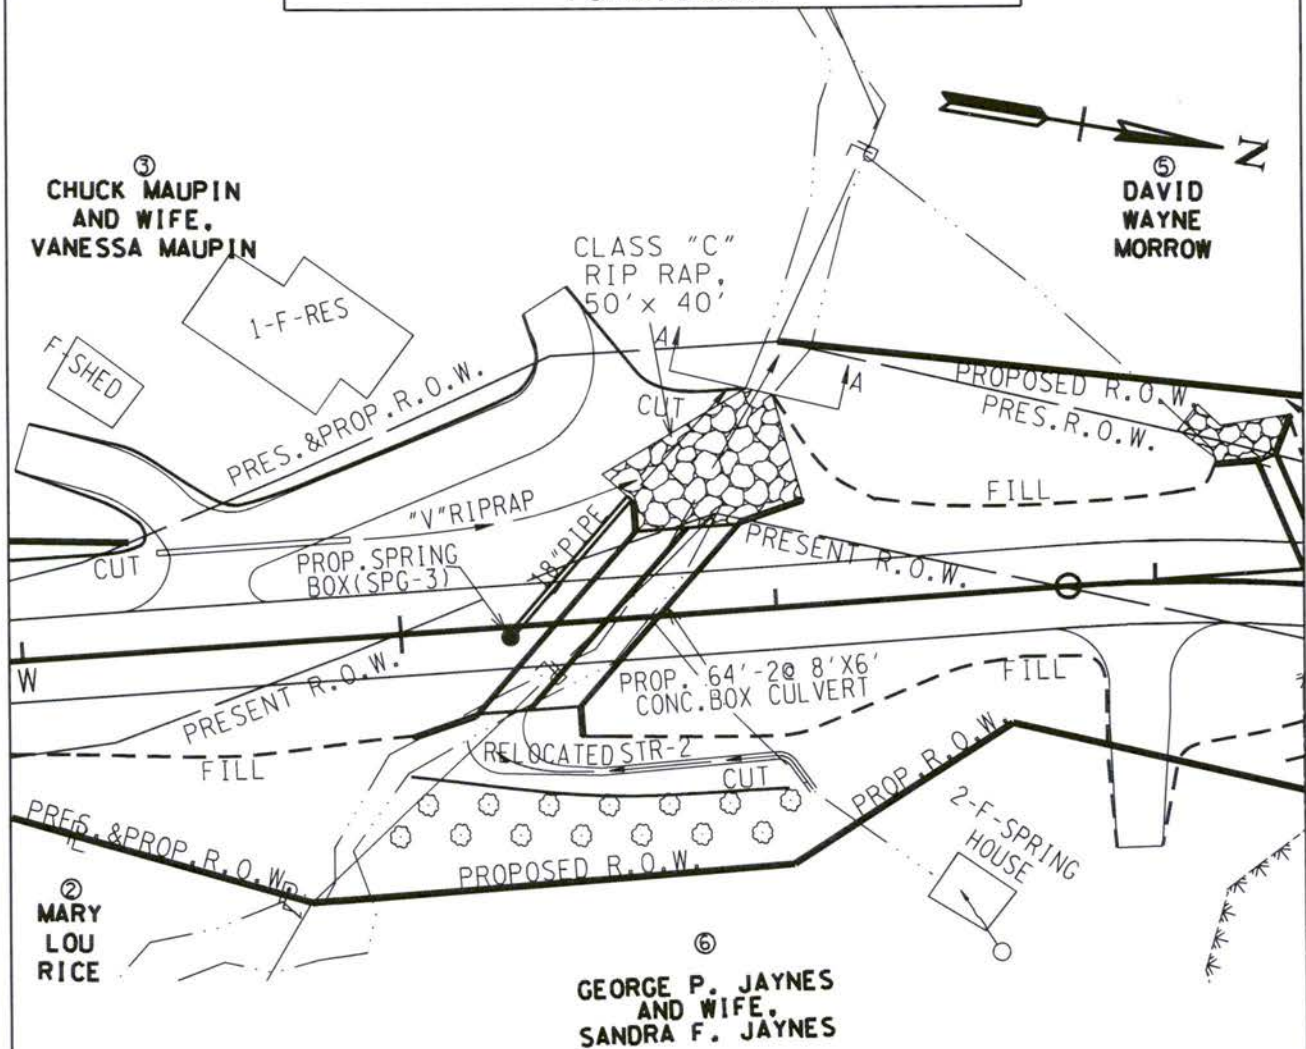 ③
CHUCK MAUPIN
AND WIFE,
VANESSA MAUPIN
N
⑤
DAVID
WAYNE
MORROW
CLASS "C"
RIP RAP,
50' x 40'
1-F-RES
F-SHED
A
A
PRES.&PROP.R.O.W.
CUT
PROPOSED R.O.W
PRES.R.O.W.
FILL
"V"RIPRAP
18"PIPE
PROP.SPRING
BOX(SPG-3)
CUT
PRESENT R.O.W.
W
PRESENT R.O.W.
PROP. 64'-2@ 8'X6'
CONC.BOX CULVERT
FILL
FILL
RELOCATED STR-2
CUT
PROP.R.O.W.
2-F-SPRING
HOUSE
PRES.&PROP.R.O.W.
PROPOSED R.O.W.
②
MARY
LOU
RICE
⑥
GEORGE P. JAYNES
AND WIFE,
SANDRA F. JAYNES